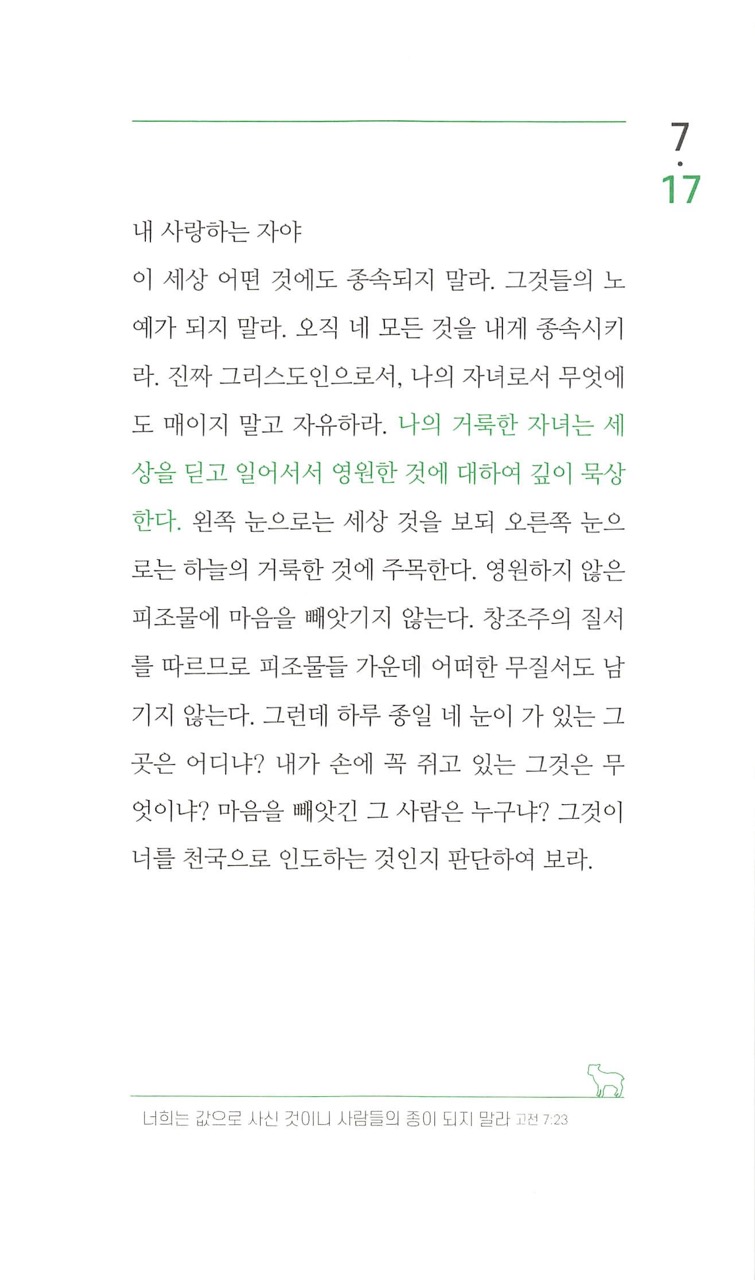 7
·
17
내 사랑하는 자야
이 세상 어떤 것에도 종속되지 말라. 그것들의 노
예가 되지 말라. 오직 네 모든 것을 내게 종속시키
라. 진짜 그리스도인으로서, 나의 자녀로서 무엇에
도 매이지 말고 자유하라. 나의 거룩한 자녀는 세
상을 딛고 일어서서 영원한 것에 대하여 깊이 묵상
한다. 왼쪽 눈으로는 세상 것을 보되 오른쪽 눈으
로는 하늘의 거룩한 것에 주목한다. 영원하지 않은
피조물에 마음을 빼앗기지 않는다. 창조주의 질서
를 따르므로 피조물들 가운데 어떠한 무질서도 남
기지 않는다. 그런데 하루 종일 네 눈이 가 있는 그
곳은 어디냐? 내가 손에 꼭 쥐고 있는 그것은 무
엇이냐? 마음을 빼앗긴 그 사람은 누구냐? 그것이
너를 천국으로 인도하는 것인지 판단하여 보라.
너희는 값으로 사신 것이니 사람들의 종이 되지 말라 고전 7:23